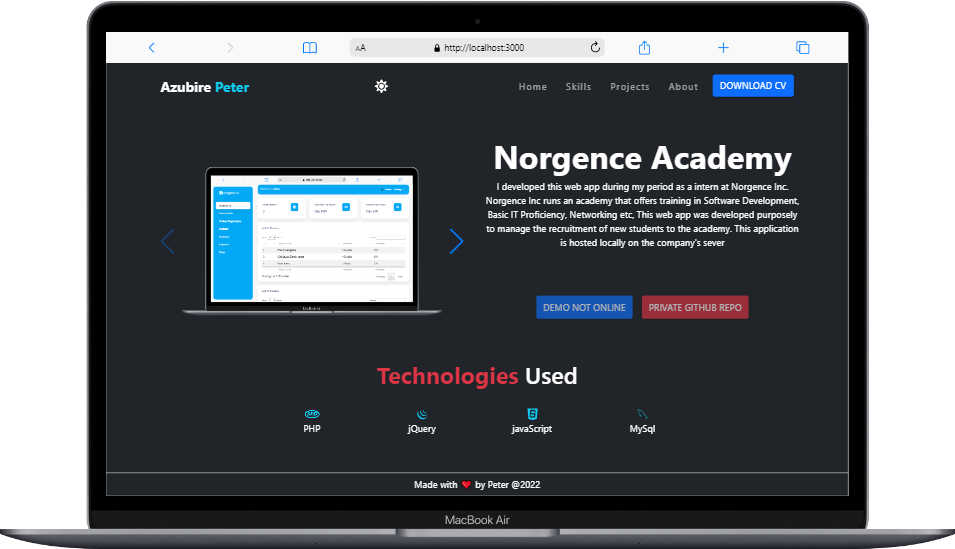 AA
http://localhost:3000
Azubire Peter
Home Skills Projects About DOWNLOAD CV
Norgence Academy
I developed this web app during my period as a intern at Norgence Inc.
Norgence Inc runs an academy that offers training in Software Development,
Basic IT Proficiency, Networking etc, This web app was developed purposely
to manage the recruitment of new students to the academy. This application
is hosted locally on the company's sever
DEMO NOT ONLINE PRIVATE GITHUB REPO
Technologies Used
PHP jQuery javaScript MySql
Made with ❤️ by Peter @2022
MacBook Air